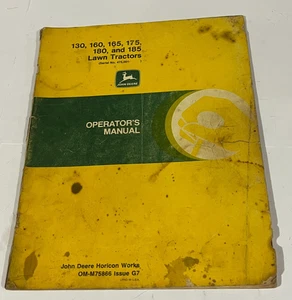 130, 160, 165, 175,
180, and 185
Lawn Tractors
JOHN DEERE
OPERATOR'S
MANUAL
John Deere Horicon Works
OM-M75866 Issue G7